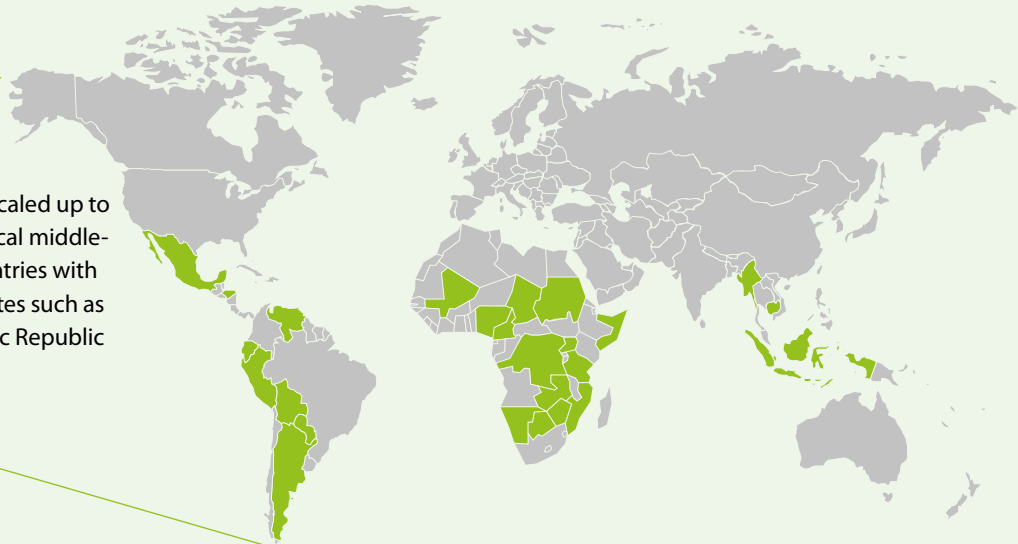 caled up to
cal middle-
ntries with
tes such as
c Republic